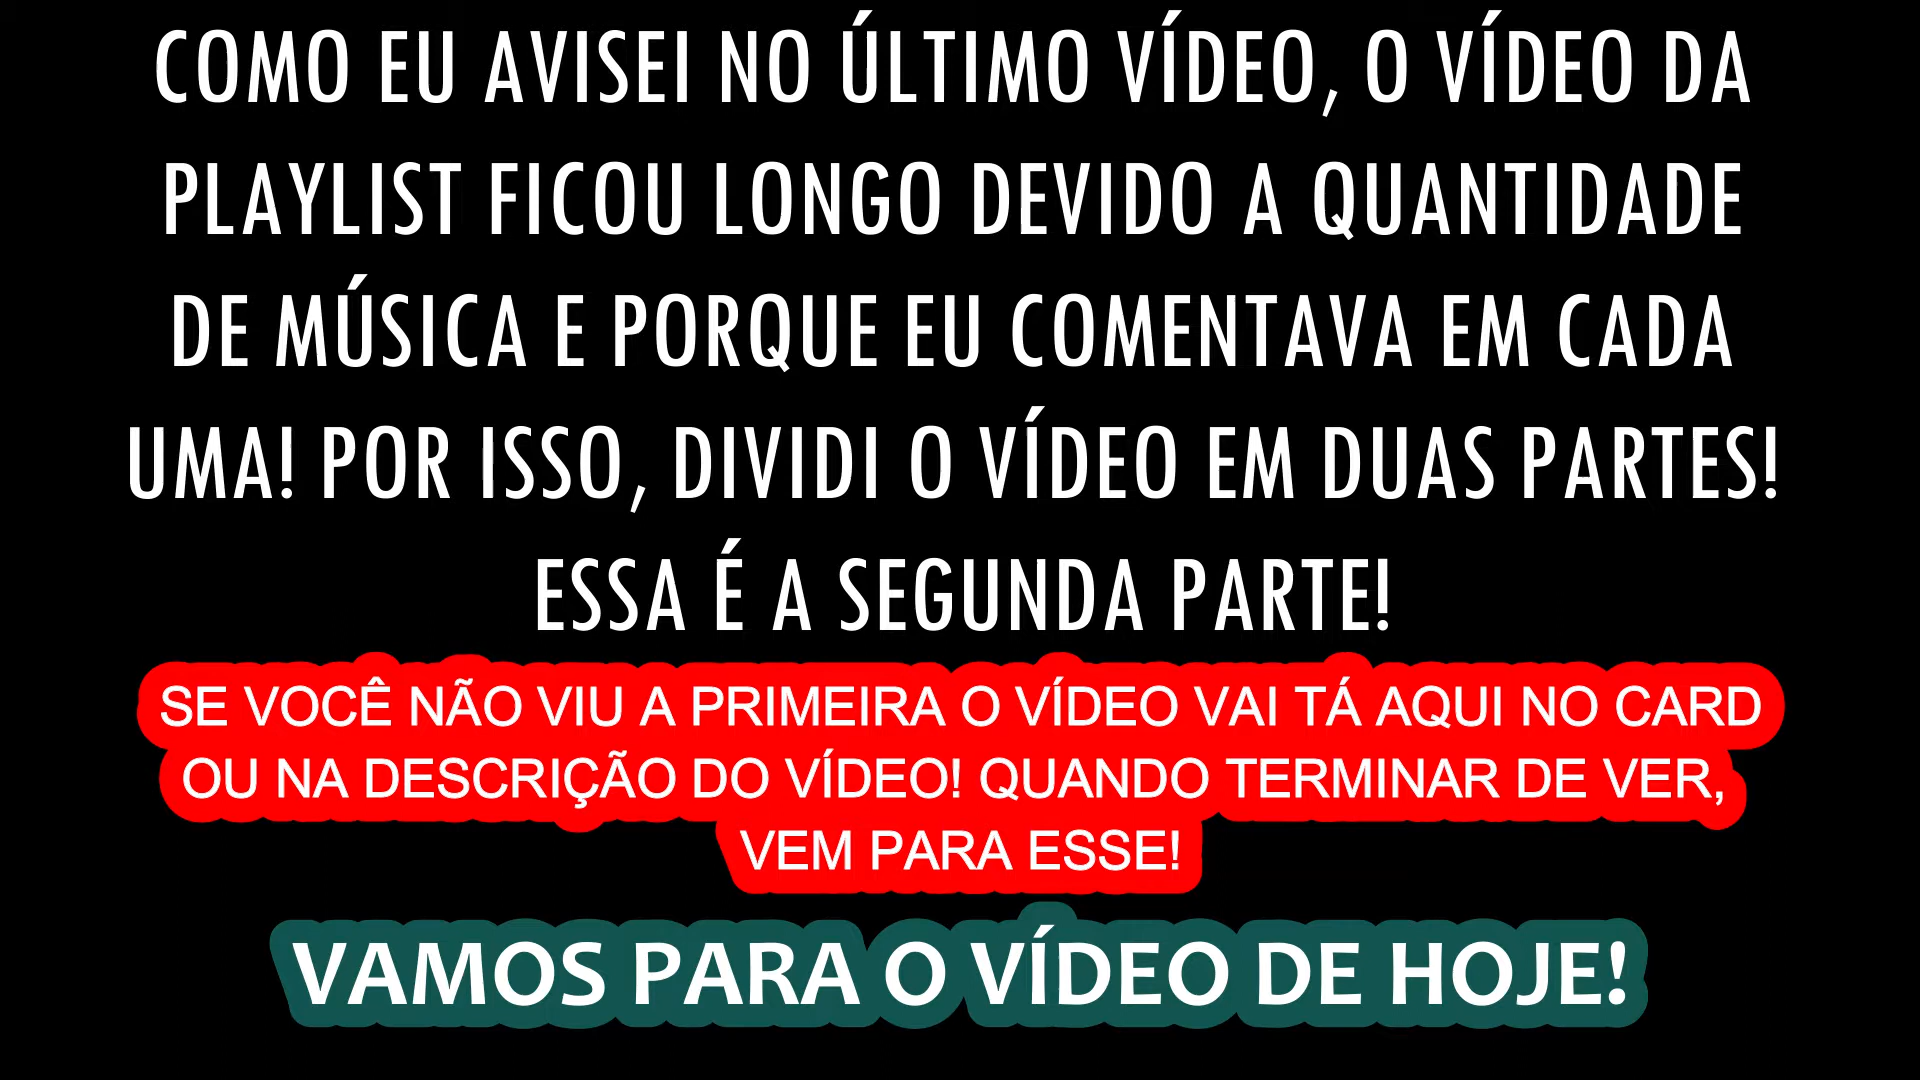 COMO EU AVISEI NO ÚLTIMO VÍDEO, O VÍDEO DA
PLAYLIST FICOU LONGO DEVIDO A QUANTIDADE
DE MÚSICA E PORQUE EU COMENTAVA EM CADA
UMA! POR ISSO, DIVIDI O VÍDEO EM DUAS PARTES!
ESSA É A SEGUNDA PARTE!
SE VOCÊ NÃO VIU A PRIMEIRA O VÍDEO VAI TÁ AQUI NO CARD
OU NA DESCRIÇÃO DO VÍDEO! QUANDO TERMINAR DE VER,
VEM PARA ESSE!
VAMOS PARA O VÍDEO DE HOJE!